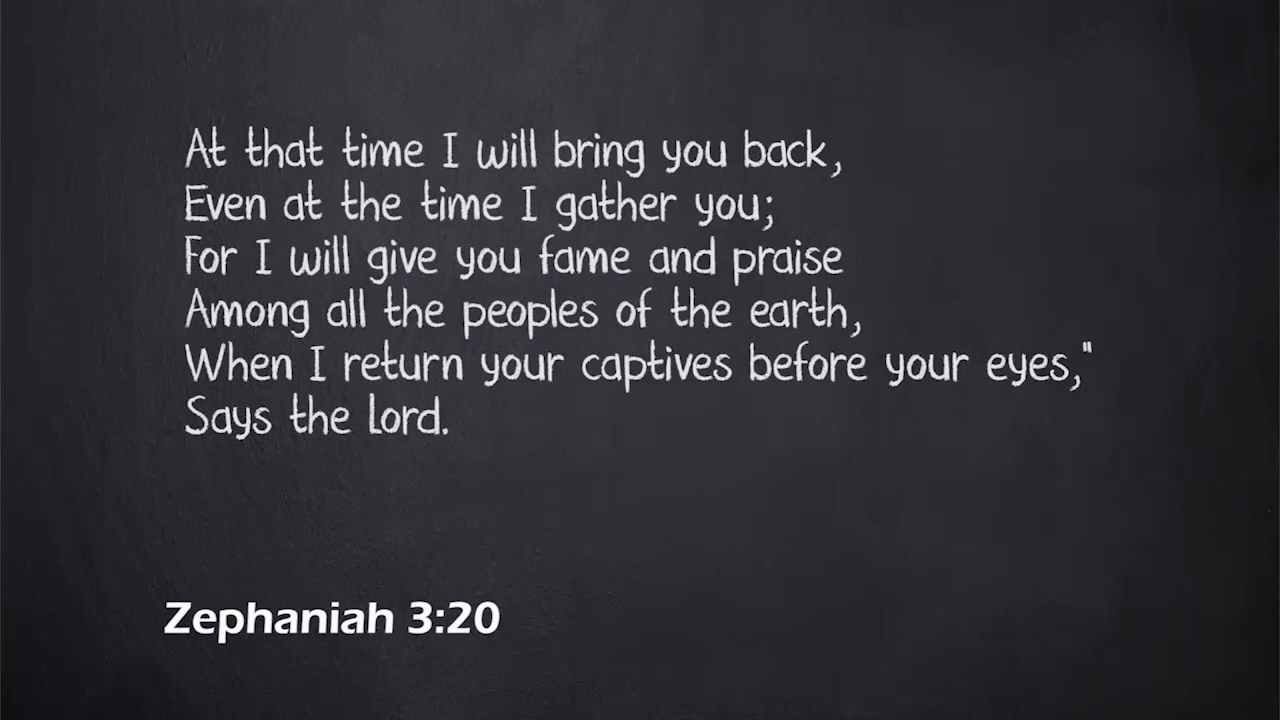 At that time I will bring you back,
Even at the time I gather you;
For I will give you fame and praise
Among all the peoples of the earth,
When I return your captives before your eyes,"
Says the lord.
Zephaniah 3:20